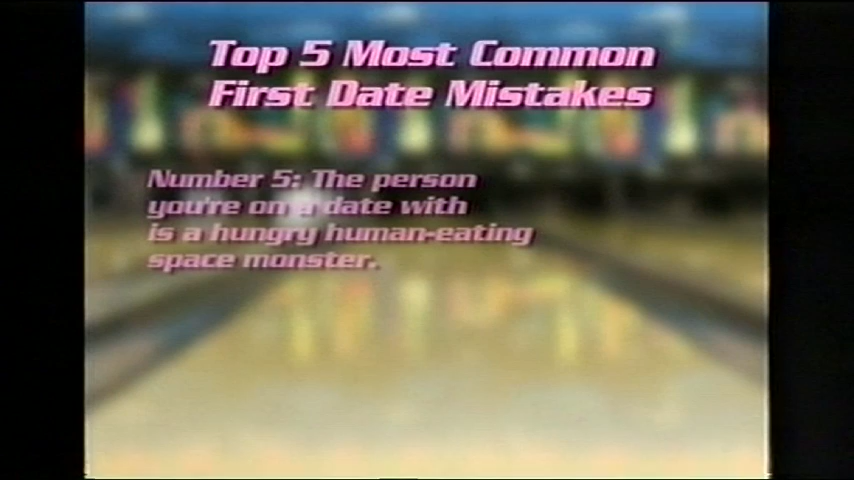 Top 5 Most Common
First Date Mistakes
Number 5: The person
you're on a date with
is a hungry human-eating
space monster.